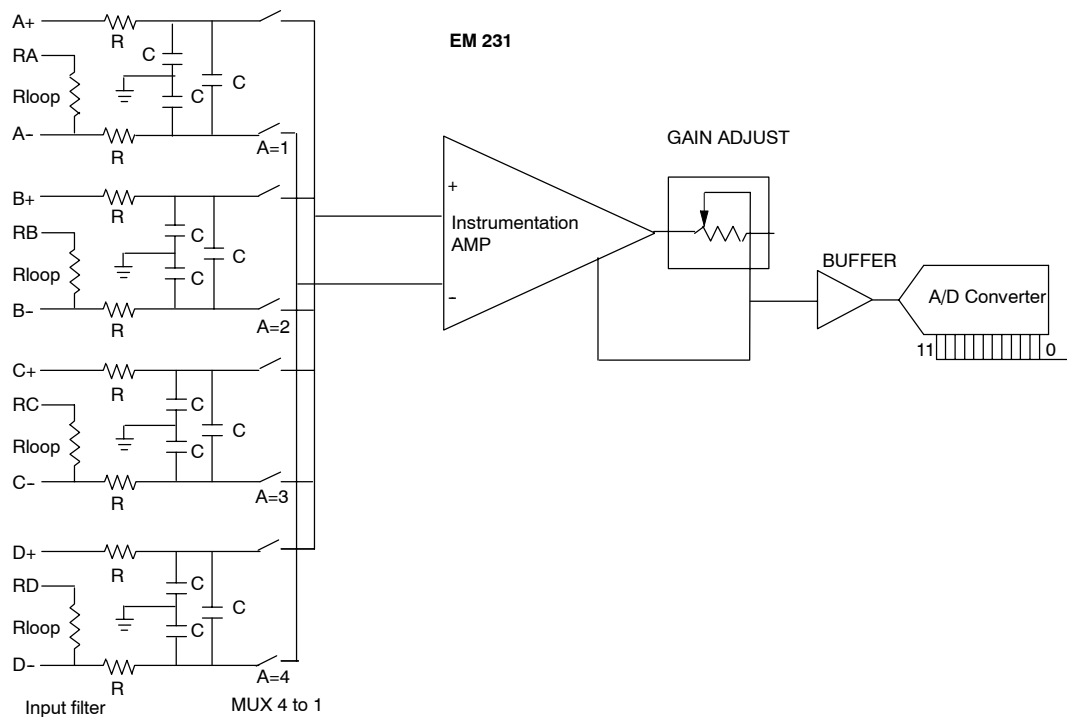 EM 231
A+
R
RA
C
C
C
Rloop
A-
R
A=1
B+
R
RB
C
C
C
Rloop
B-
R
A=2
C+
R
RC
C
C
C
Rloop
C-
R
A=3
D+
R
RD
C
C
C
Rloop
D-
R
A=4
Input filter
MUX 4 to 1
+
Instrumentation
AMP
-
GAIN ADJUST
BUFFER
A/D Converter
11
0